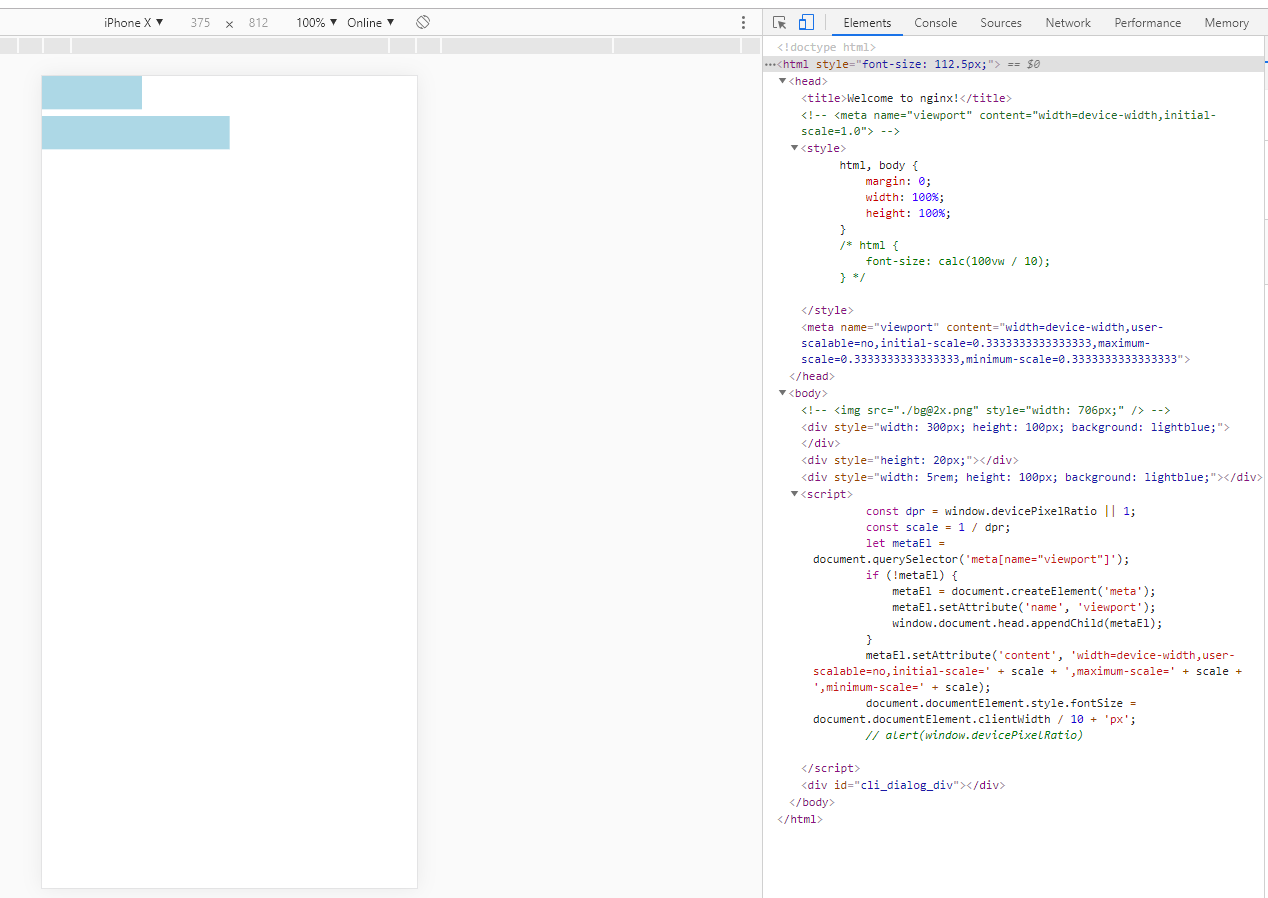 iPhone X ▼ 375 × 812 100% ▼ Online ▼
Elements Console Sources Network Performance Memory
<!doctype html>
···<html style="font-size: 112.5px;"> == $0
▼<head>
<title>Welcome to nginx!</title>
<!-- <meta name="viewport" content="width=device-width,initial-
scale=1.0"> -->
▼<style>
html, body {
margin: 0;
width: 100%;
height: 100%;
}
/* html {
font-size: calc(100vw / 10);
} */
</style>
<meta name="viewport" content="width=device-width,user-
scalable=no,initial-scale=0.3333333333333333,maximum-
scale=0.3333333333333333,minimum-scale=0.3333333333333333">
</head>
▼<body>
<!-- <img src="./bg@2x.png" style="width: 706px;" /> -->
<div style="width: 300px; height: 100px; background: lightblue;">
</div>
<div style="height: 20px;"></div>
<div style="width: 5rem; height: 100px; background: lightblue;"></div>
▼<script>
const dpr = window.devicePixelRatio || 1;
const scale = 1 / dpr;
let metaEl =
document.querySelector('meta[name="viewport"]');
if (!metaEl) {
metaEl = document.createElement('meta');
metaEl.setAttribute('name', 'viewport');
window.document.head.appendChild(metaEl);
}
metaEl.setAttribute('content', 'width=device-width,user-
scalable=no,initial-scale=' + scale + ',maximum-scale=' + scale +
',minimum-scale=' + scale);
document.documentElement.style.fontSize =
document.documentElement.clientWidth / 10 + 'px';
// alert(window.devicePixelRatio)
</script>
<div id="cli_dialog_div"></div>
</body>
</html>